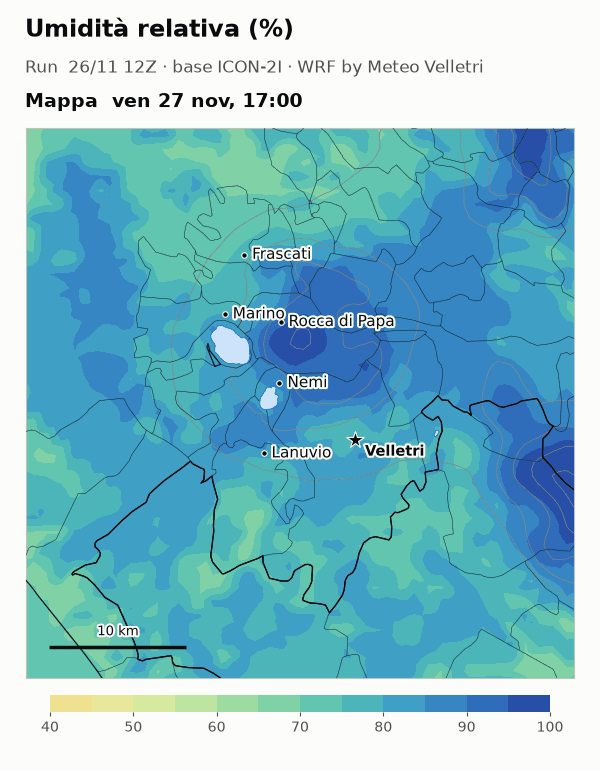 Umidità relativa (%)
Run  26/11 12Z · base ICON-2I · WRF by Meteo Velletri
Mappa  ven 27 nov, 17:00
Frascati
Marino
Rocca di Papa
Nemi
Velletri
Lanuvio
10 km
40 50 60 70 80 90 100